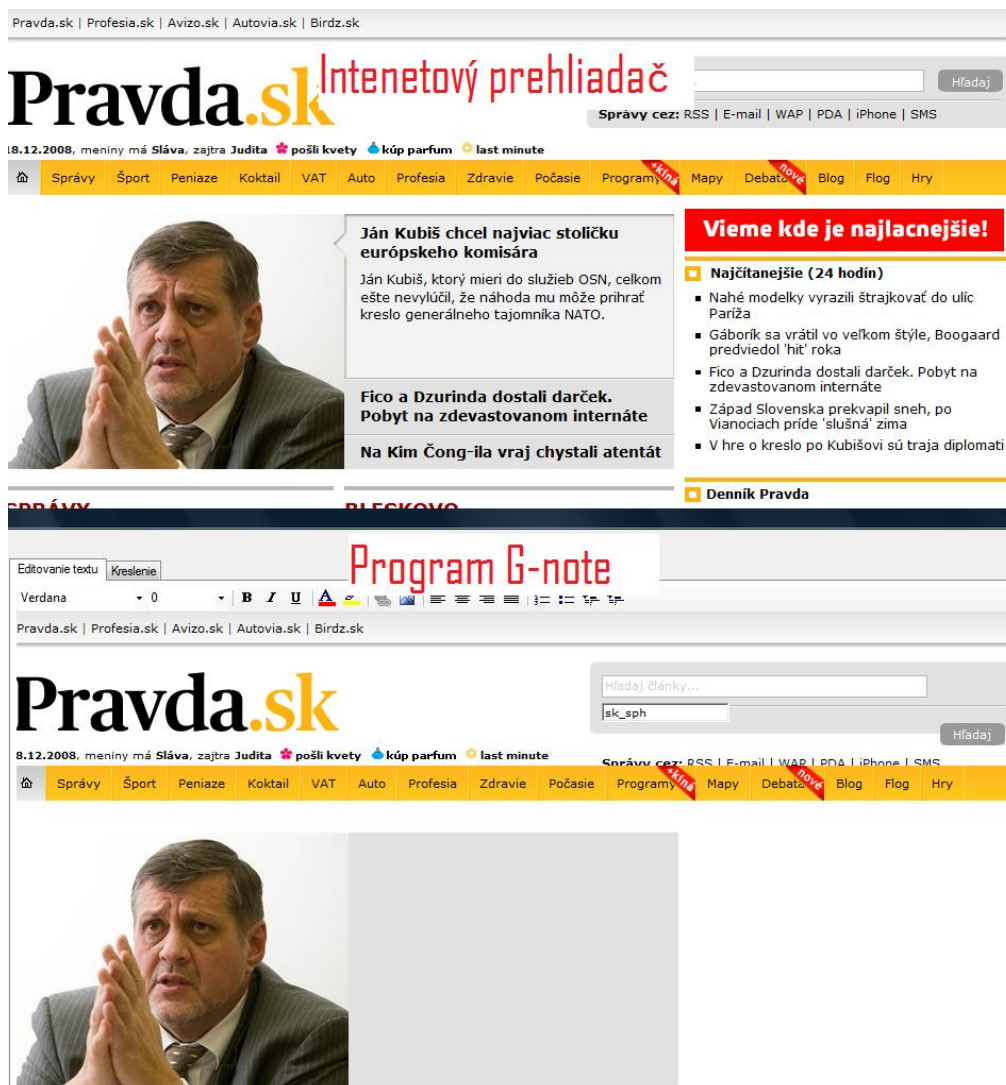 Pravda.sk | Profesia.sk | Avizo.sk | Autovia.sk | Birdz.sk
Pravda.sk
Intenetový prehliadač
Hľadaj
Správy cez: RSS | E-mail | WAP | PDA | iPhone | SMS
18.12.2008, meniny má Sláva, zajtra Judita pošli kvety kúp parfum last minute
Správy Šport Peniaze Koktail VAT Auto Profesia Zdravie Počasie Programy +kiná Mapy Debata nové Blog Flog Hry
Ján Kubiš chcel najviac stoličku
európskeho komisára
Ján Kubiš, ktorý mieri do služieb OSN, celkom
ešte nevylúčil, že náhoda mu môže prihrať
kreslo generálneho tajomníka NATO.
Fico a Dzurinda dostali darček.
Pobyt na zdevastovanom internáte
Na Kim Čong-ila vraj chystali atentát
Vieme kde je najlacnejšie!
Najčítanejšie (24 hodín)
Nahé modelky vyrazili štrajkovať do ulíc
Paríža
Gáborík sa vrátil vo veľkom štýle, Boogaard
predviedol 'hit' roka
Fico a Dzurinda dostali darček. Pobyt na
zdevastovanom internáte
Západ Slovenska prekvapil sneh, po
Vianociach príde 'slušná' zima
V hre o kreslo po Kubišovi sú traja diplomati
Denník Pravda
SPRÁVY
BLESKOVO
Program G-note
Editovanie textu Kreslenie
Verdana 0 B I U A
Pravda.sk | Profesia.sk | Avizo.sk | Autovia.sk | Birdz.sk
Pravda.sk
Hľadaj články...
sk_sph
Hľadaj
8.12.2008, meniny má Sláva, zajtra Judita pošli kvety kúp parfum last minute
Správy cez: RSS | E-mail | WAP | PDA | iPhone | SMS
Správy Šport Peniaze Koktail VAT Auto Profesia Zdravie Počasie Programy +kiná Mapy Debata nové Blog Flog Hry